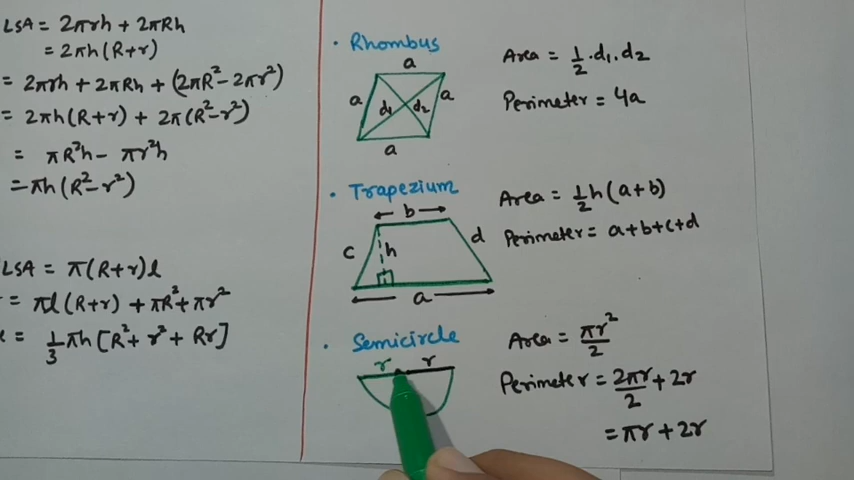 LSA = 2πrh + 2πRh
= 2πh(R+r)
= 2πrh + 2πRh + (2πR² - 2πr²)
= 2πh(R+r) + 2π(R²-r²)
= πR²h - πr²h
= πh(R²-r²)
LSA = π(R+r)l
= πl(R+r) + πR² + πr²
= 1/3 πh[R² + r² + Rr]
• Rhombus
a
a
d₁
d₂
a
a
Area = 1/2 . d₁ . d₂
Perimeter = 4a
• Trapezium
b
c
h
d
a
Area = 1/2 h(a+b)
Perimeter = a+b+c+d
• Semicircle
r
r
Area = πr²/2
Perimeter = 2πr/2 + 2r
= πr + 2r